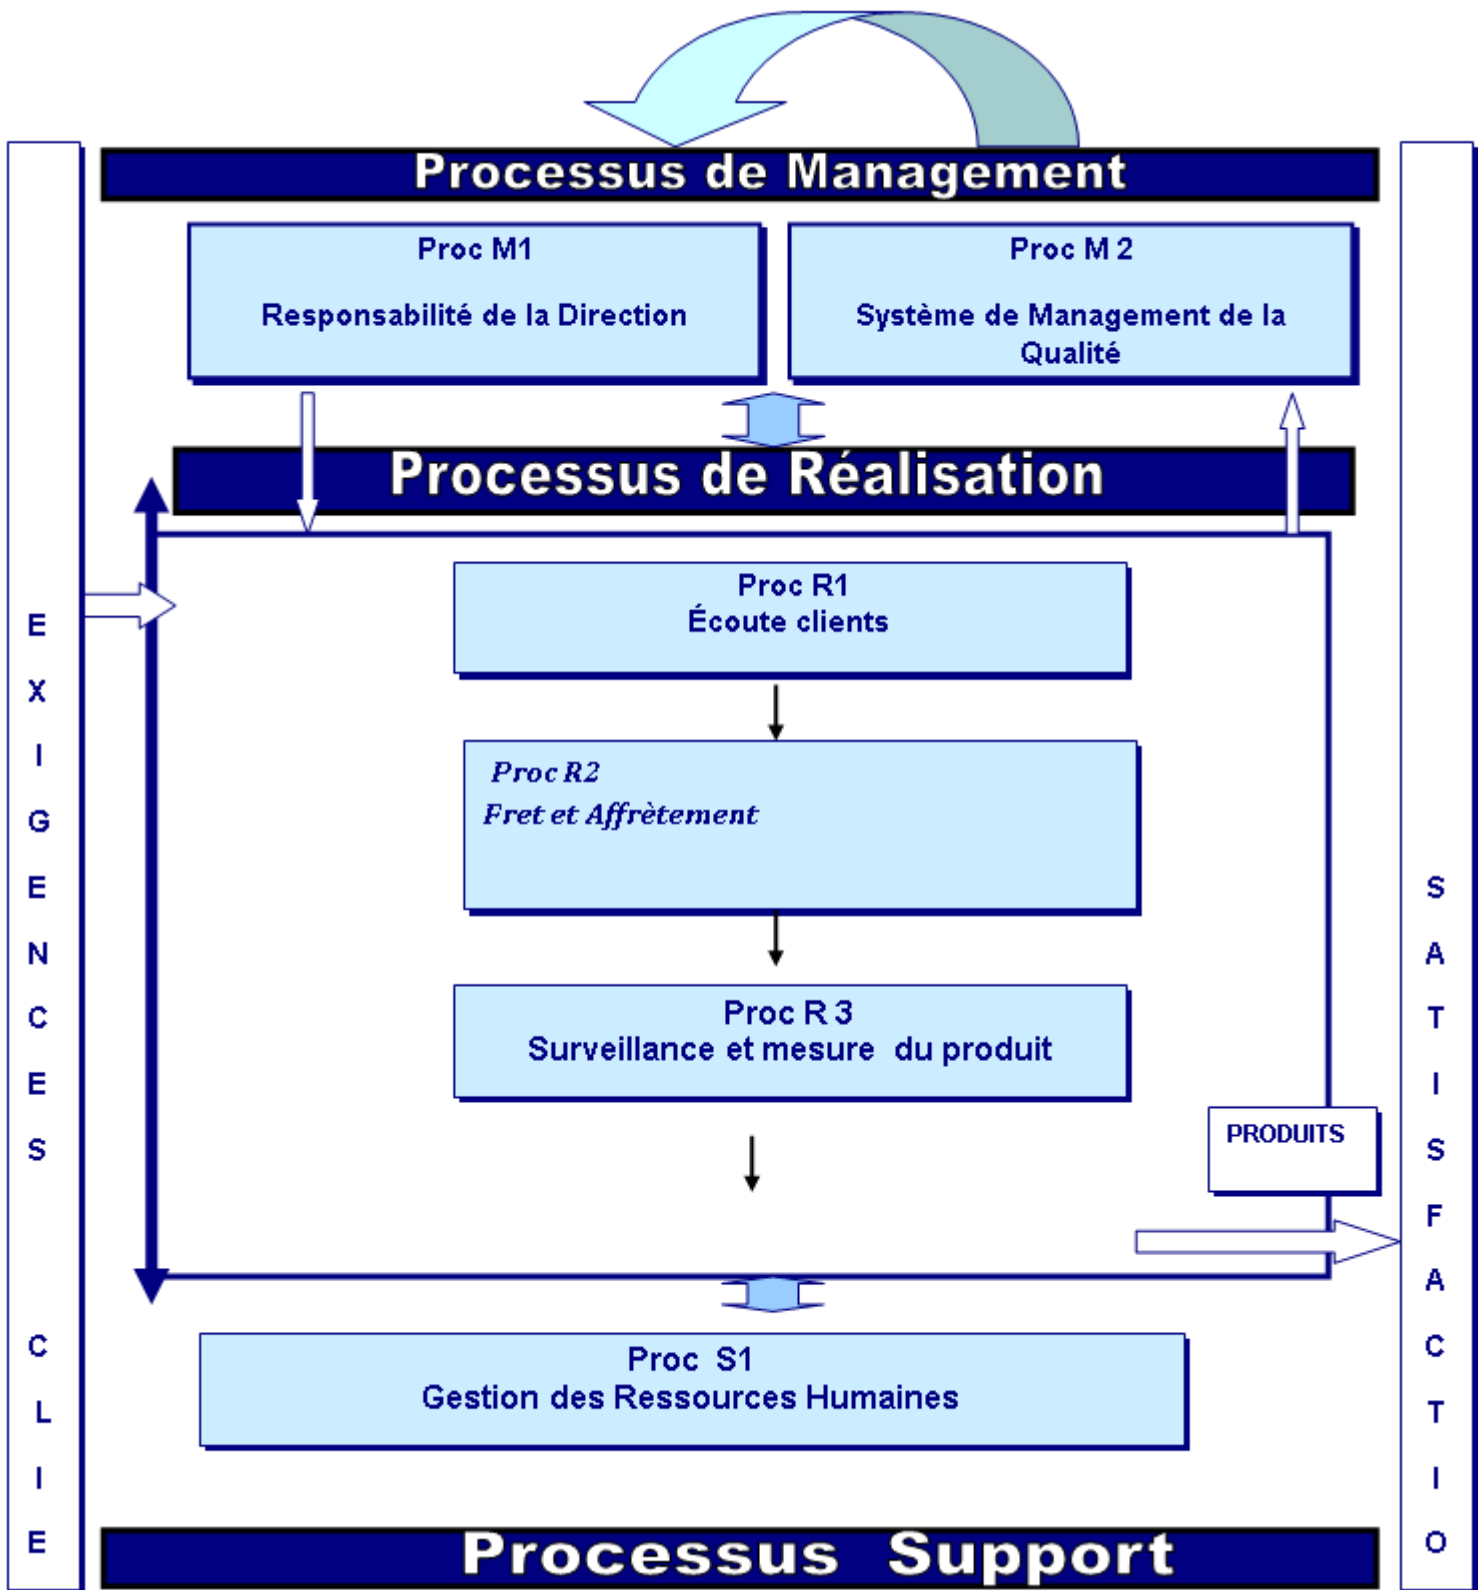 Processus de Management
Proc M1
Responsabilité de la Direction
Proc M 2
Système de Management de la
Qualité
Processus de Réalisation
Proc R1
Écoute clients
Proc R2
Fret et Affrètement
Proc R 3
Surveillance et mesure du produit
PRODUITS
Proc S1
Gestion des Ressources Humaines
Processus Support
E
X
I
G
E
N
C
E
S
C
L
I
E
S
A
T
I
S
F
A
C
T
I
O